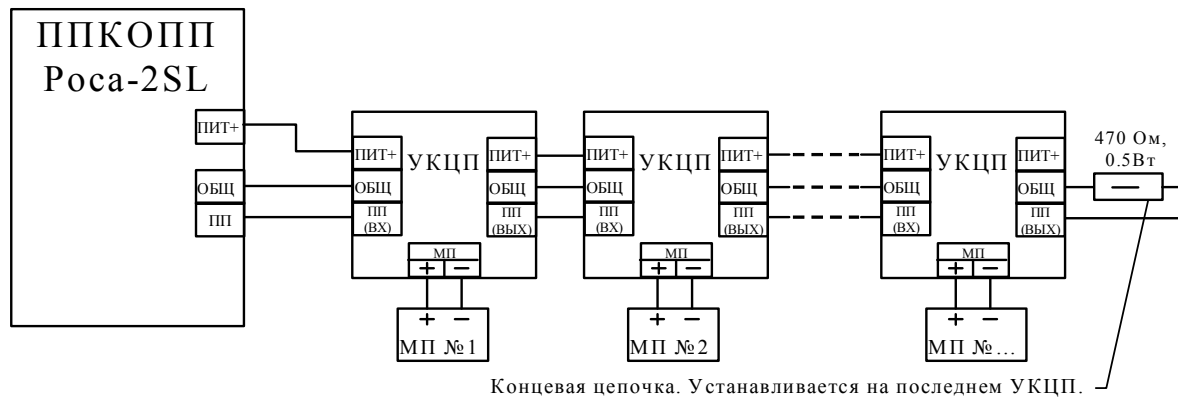 ППКОПП
Роса-2SL
ПИТ+
ОБЩ
ПП
ПИТ+
ОБЩ
ПП
(ВХ)
УКЦП
ПИТ+
ОБЩ
ПП
(ВЫХ)
МП
+ −
+ −
МП №1
ПИТ+
ОБЩ
ПП
(ВХ)
УКЦП
ПИТ+
ОБЩ
ПП
(ВЫХ)
МП
+ −
+ −
МП №2
ПИТ+
ОБЩ
ПП
(ВХ)
УКЦП
ПИТ+
ОБЩ
ПП
(ВЫХ)
МП
+ −
+ −
МП №...
470 Ом,
0.5Вт
Концевая цепочка. Устанавливается на последнем УКЦП.